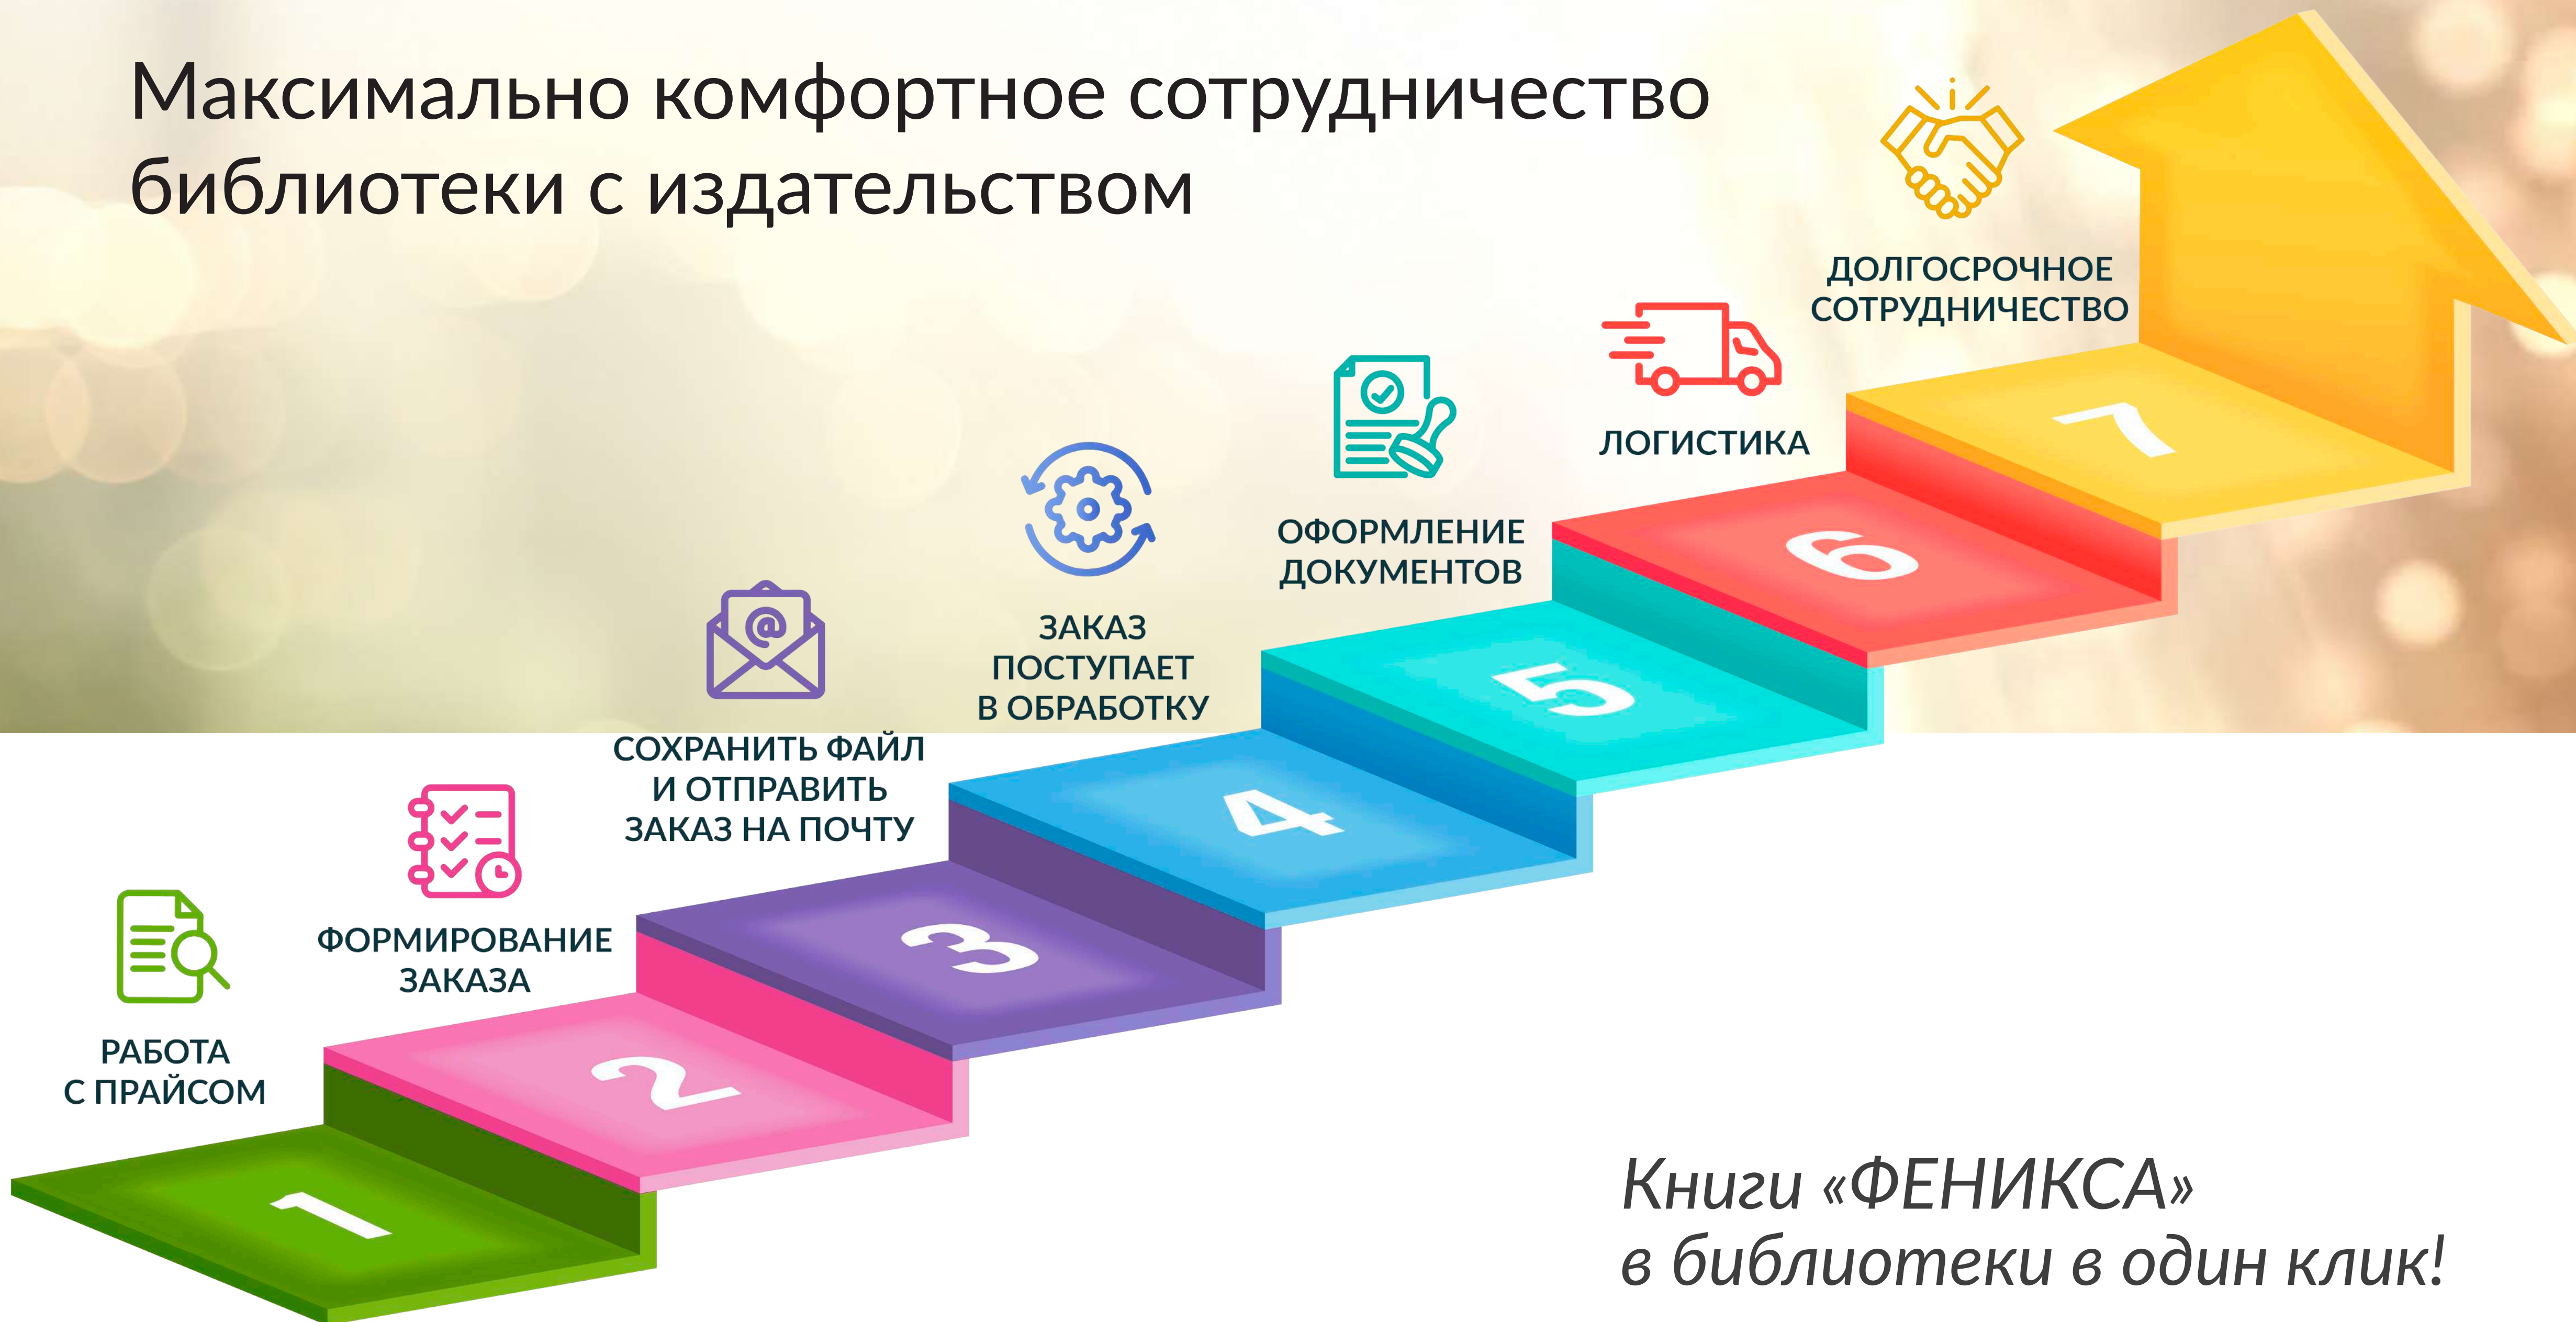 Максимально комфортное сотрудничество
библиотеки с издательством
1
РАБОТА
С ПРАЙСОМ
2
ФОРМИРОВАНИЕ
ЗАКАЗА
3
СОХРАНИТЬ ФАЙЛ
И ОТПРАВИТЬ
ЗАКАЗ НА ПОЧТУ
@
4
ЗАКАЗ
ПОСТУПАЕТ
В ОБРАБОТКУ
5
ОФОРМЛЕНИЕ
ДОКУМЕНТОВ
6
ЛОГИСТИКА
7
ДОЛГОСРОЧНОЕ
СОТРУДНИЧЕСТВО
Книги «ФЕНИКСА»
в библиотеки в один клик!